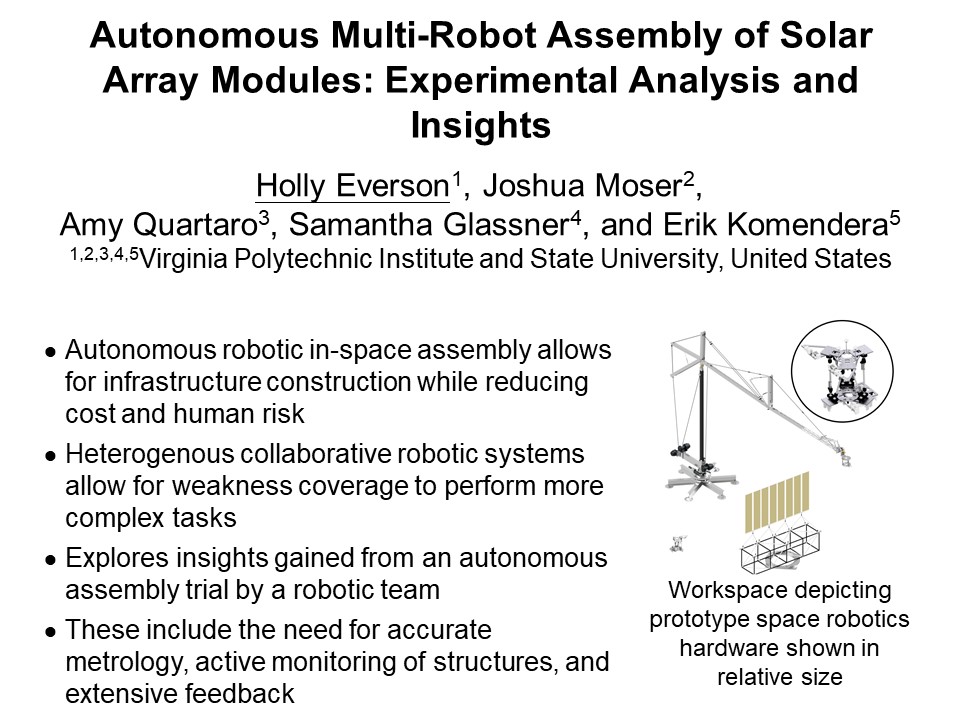 Autonomous Multi-Robot Assembly of Solar
Array Modules: Experimental Analysis and
Insights
Holly Everson¹, Joshua Moser²,
Amy Quartaro³, Samantha Glassner⁴, and Erik Komendera⁵
¹,²,³,⁴,⁵Virginia Polytechnic Institute and State University, United States
● Autonomous robotic in-space assembly allows
for infrastructure construction while reducing
cost and human risk
● Heterogenous collaborative robotic systems
allow for weakness coverage to perform more
complex tasks
● Explores insights gained from an autonomous
assembly trial by a robotic team
● These include the need for accurate
metrology, active monitoring of structures, and
extensive feedback
Workspace depicting
prototype space robotics
hardware shown in
relative size